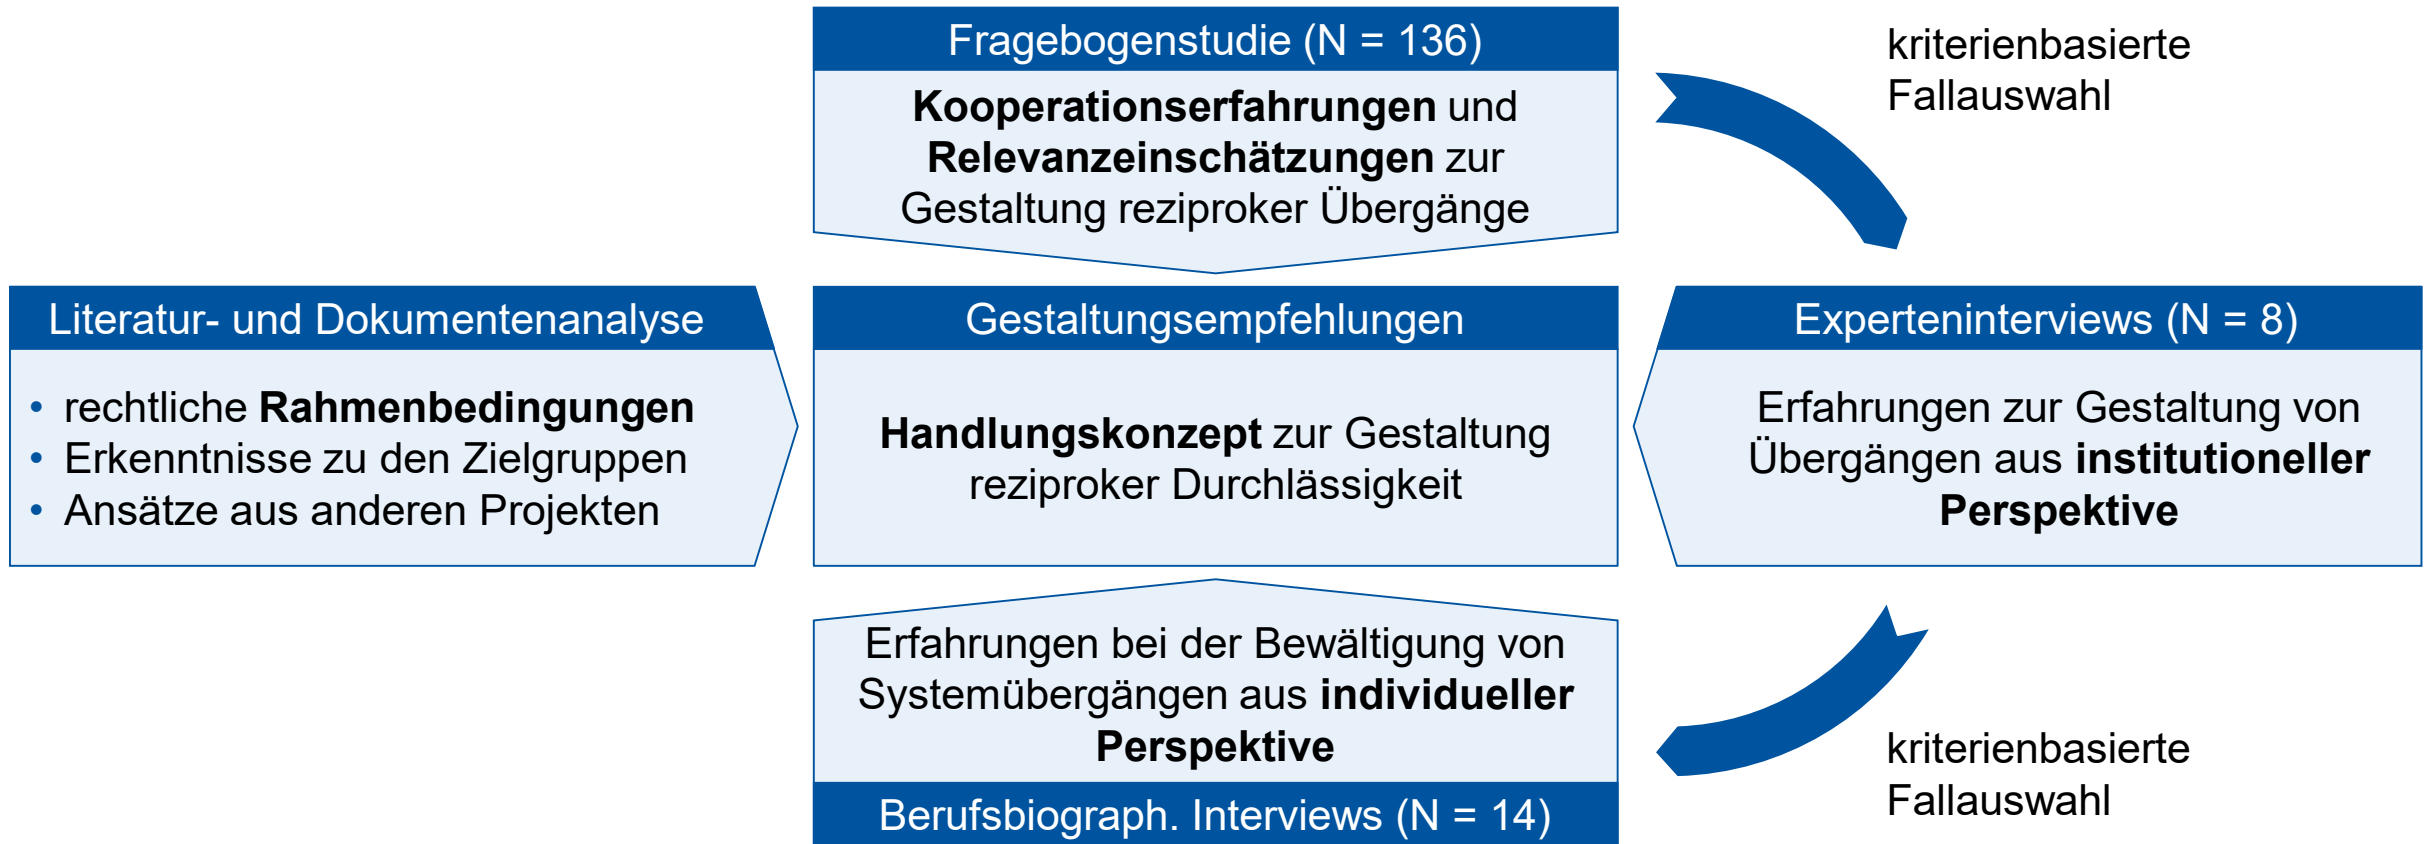 Fragebogenstudie (N = 136)
Kooperationserfahrungen und
Relevanzeinschätzungen zur
Gestaltung reziproker Übergänge
kriterienbasierte
Fallauswahl
Literatur- und Dokumentenanalyse
• rechtliche Rahmenbedingungen
• Erkenntnisse zu den Zielgruppen
• Ansätze aus anderen Projekten
Gestaltungsempfehlungen
Handlungskonzept zur Gestaltung
reziproker Durchlässigkeit
Experteninterviews (N = 8)
Erfahrungen zur Gestaltung von
Übergängen aus institutioneller
Perspektive
Erfahrungen bei der Bewältigung von
Systemübergängen aus individueller
Perspektive
Berufsbiograph. Interviews (N = 14)
kriterienbasierte
Fallauswahl